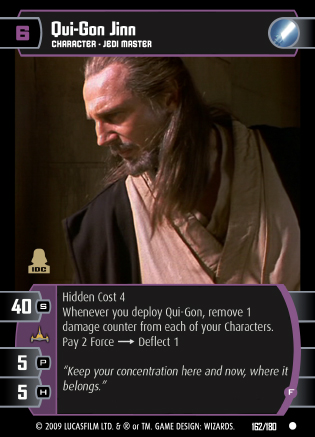 6
Qui-Gon Jinn
CHARACTER - JEDI MASTER
IDC
40 S
Hidden Cost 4
Whenever you deploy Qui-Gon, remove 1
damage counter from each of your Characters.
Pay 2 Force → Deflect 1
5 P
"Keep your concentration here and now, where it
belongs."
5 H
F
© 2009 LUCASFILM LTD. & ® or TM. GAME DESIGN: WIZARDS. 162/180